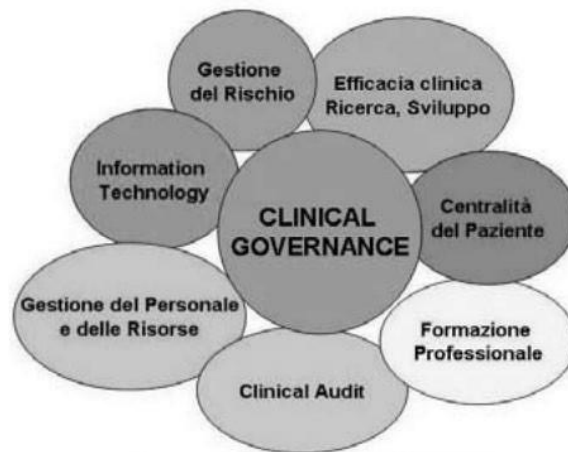 Gestione
del Rischio
Efficacia clinica
Ricerca, Sviluppo
Information
Technology
CLINICAL
GOVERNANCE
Centralità
del Paziente
Gestione del Personale
e delle Risorse
Formazione
Professionale
Clinical Audit